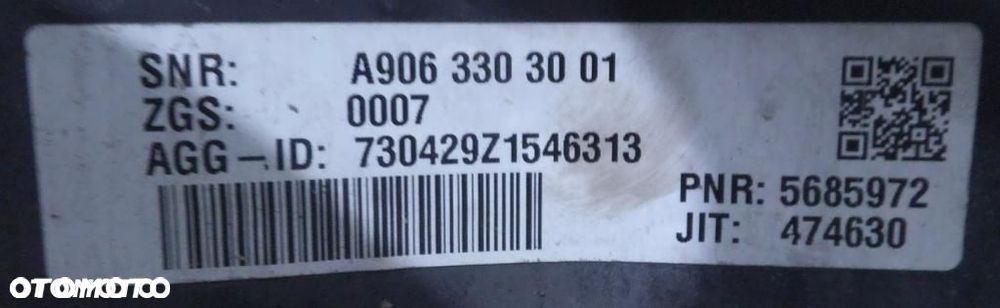 SNR: A906 330 30 01
ZGS: 0007
AGG-ID: 730429Z1546313
PNR: 5685972
JIT: 474630
OTOMOTO